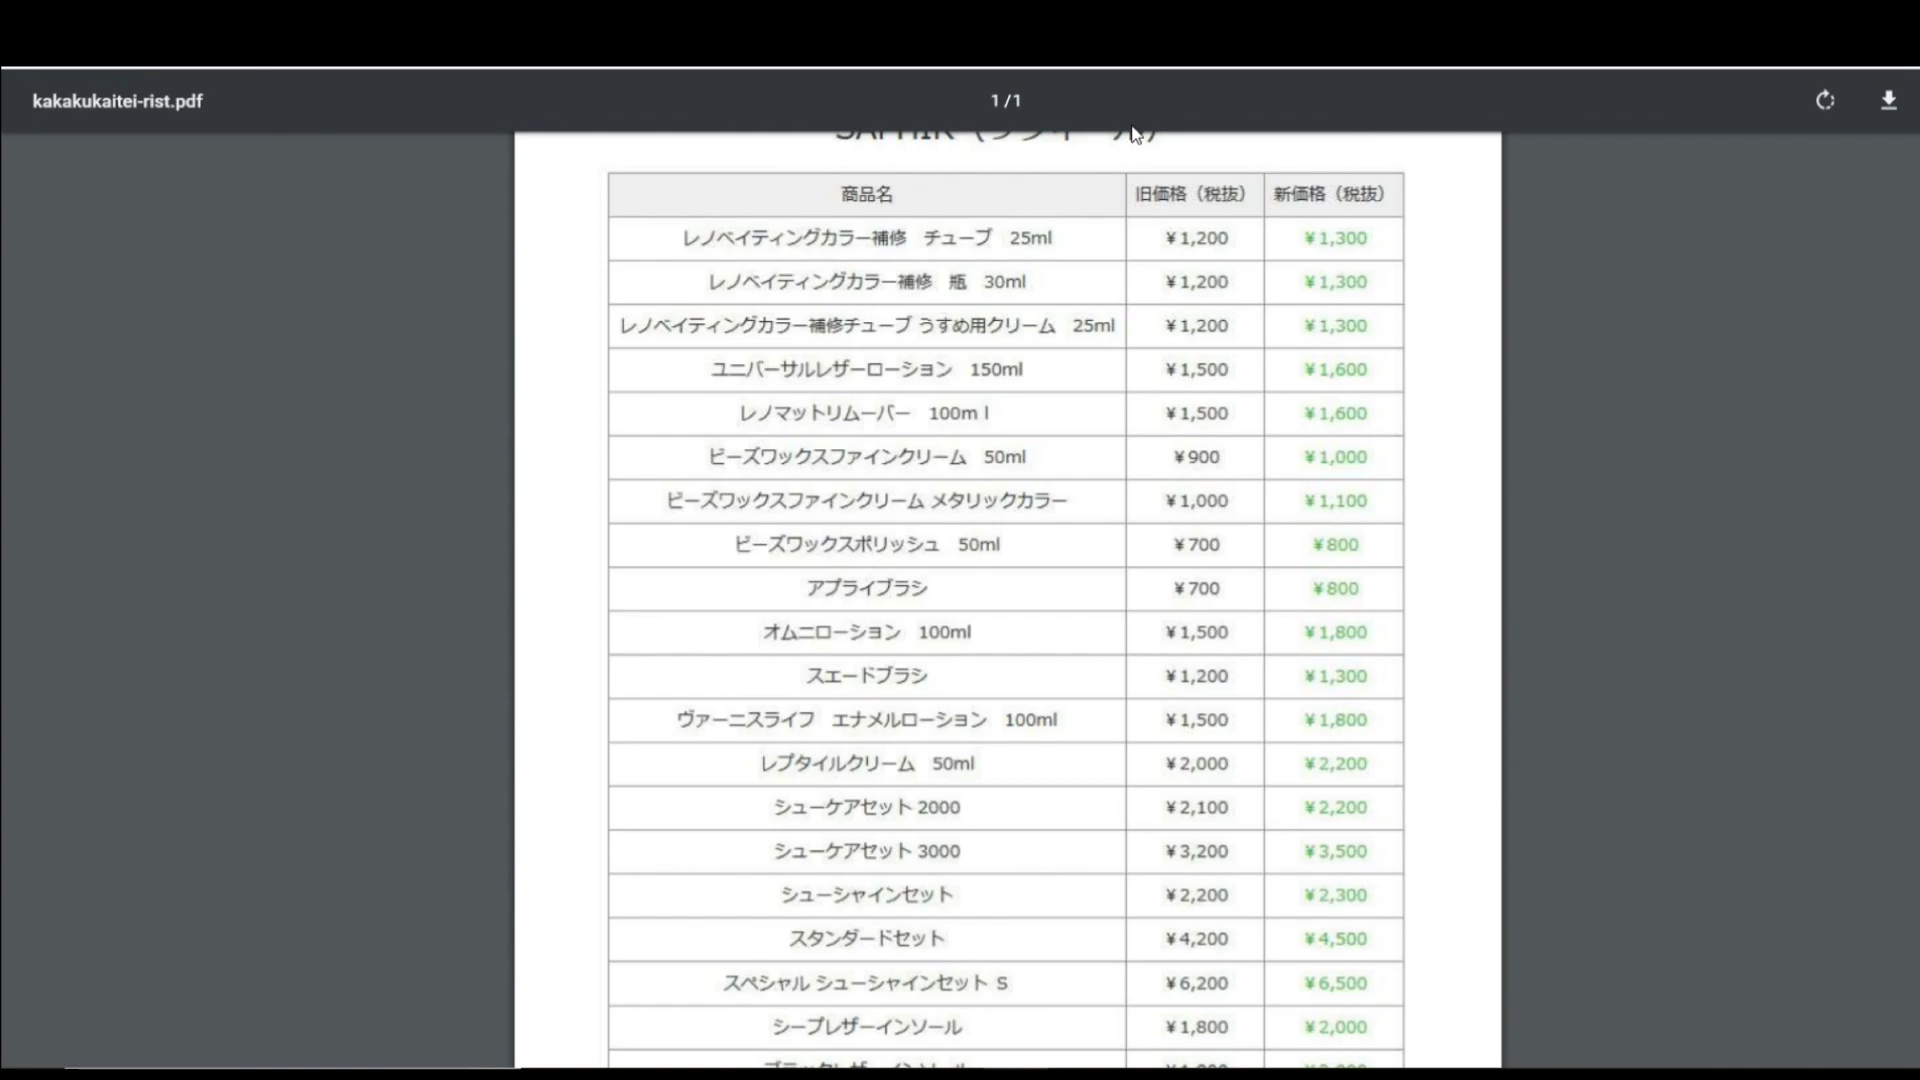 kakakukaitei-rist.pdf 1 / 1
商品名 旧価格（税抜） 新価格（税抜）
レノベイティングカラー補修　チューブ　25ml ¥1,200 ¥1,300
レノベイティングカラー補修　瓶　30ml ¥1,200 ¥1,300
レノベイティングカラー補修チューブ うすめ用クリーム　25ml ¥1,200 ¥1,300
ユニバーサルレザーローション　150ml ¥1,500 ¥1,600
レノマットリムーバー　100mｌ ¥1,500 ¥1,600
ビーズワックスファインクリーム　50ml ¥900 ¥1,000
ビーズワックスファインクリーム メタリックカラー ¥1,000 ¥1,100
ビーズワックスポリッシュ　50ml ¥700 ¥800
アプライブラシ ¥700 ¥800
オムニローション　100ml ¥1,500 ¥1,800
スエードブラシ ¥1,200 ¥1,300
ヴァーニスライフ　エナメルローション　100ml ¥1,500 ¥1,800
レプタイルクリーム　50ml ¥2,000 ¥2,200
シューケアセット 2000 ¥2,100 ¥2,200
シューケアセット 3000 ¥3,200 ¥3,500
シューシャインセット ¥2,200 ¥2,300
スタンダードセット ¥4,200 ¥4,500
スペシャル シューシャインセット S ¥6,200 ¥6,500
シープレザーインソール ¥1,800 ¥2,000